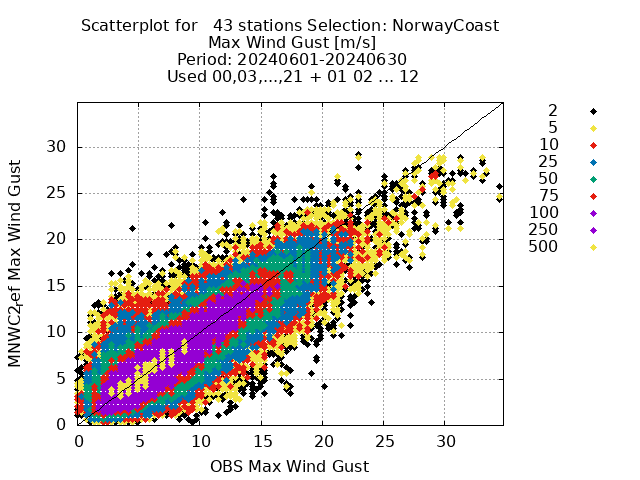 Scatterplot for 43 stations Selection: NorwayCoast
Max Wind Gust [m/s]
Period: 20240601-20240630
Used 00,03,...,21 + 01 02 ... 12
2
5
10
25
50
75
100
250
500
30
25
20
15
10
5
0
0 5 10 15 20 25 30
OBS Max Wind Gust
Max Wind Gust